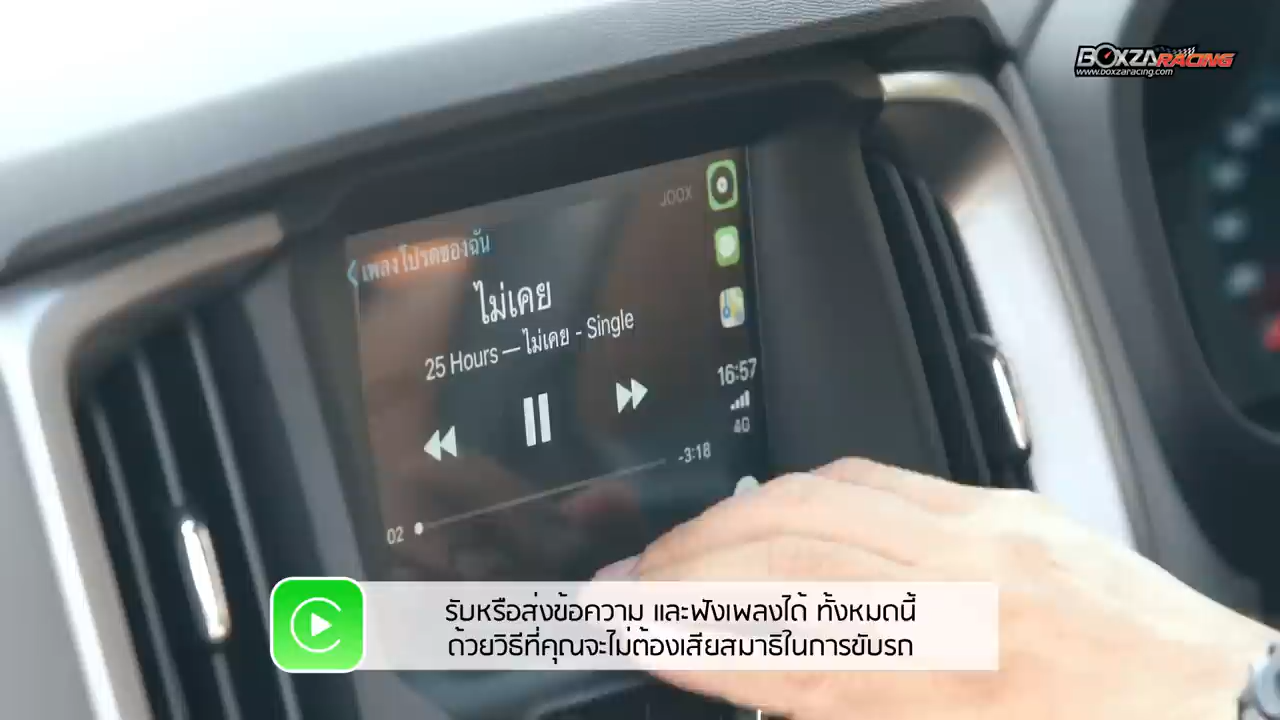 BOXZA RACING
www.boxzaracing.com
JOOX
เพลงโปรดของฉัน
ไม่เคย
25 Hours — ไม่เคย - Single
16:57
4G
-3:18
02
รับหรือส่งข้อความ และฟังเพลงได้ ทั้งหมดนี้
ด้วยวิธีที่คุณจะไม่ต้องเสียสมาธิในการขับรถ